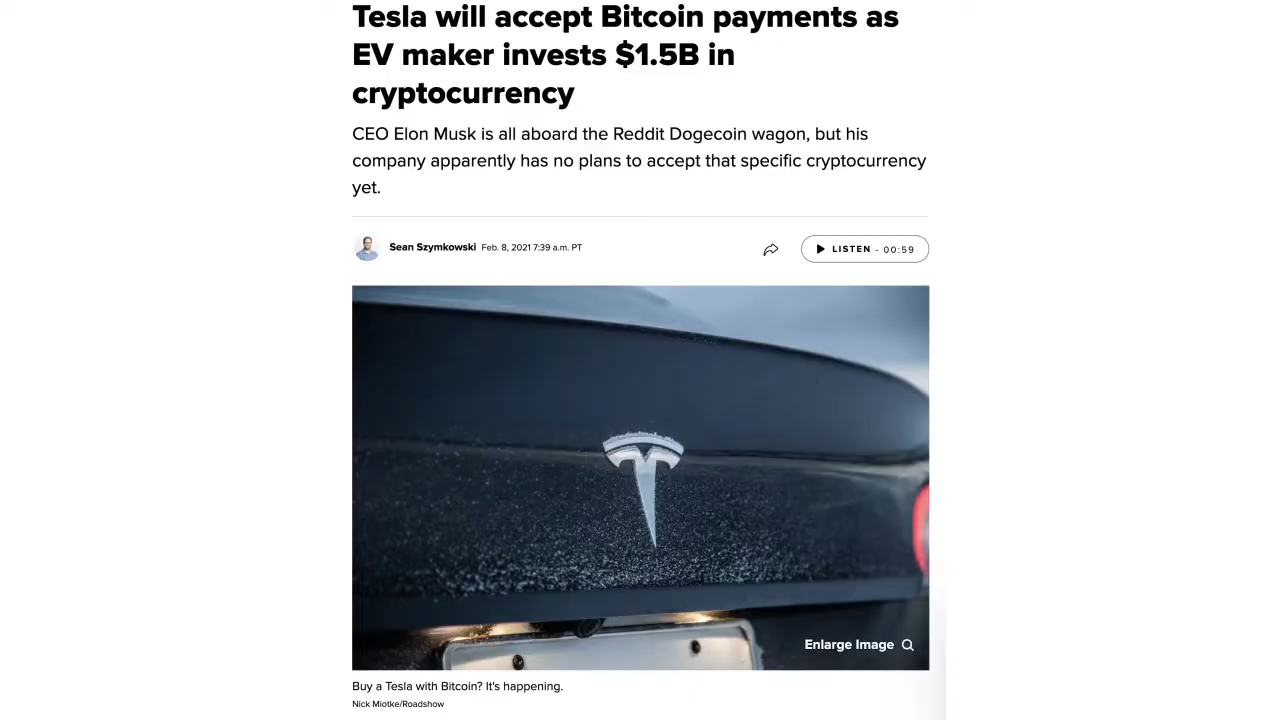 Tesla will accept Bitcoin payments as
EV maker invests $1.5B in
cryptocurrency
CEO Elon Musk is all aboard the Reddit Dogecoin wagon, but his
company apparently has no plans to accept that specific cryptocurrency
yet.
Sean Szymkowski Feb. 8, 2021 7:39 a.m. PT
LISTEN - 00:59
Enlarge Image
Buy a Tesla with Bitcoin? It's happening.
Nick Miotke/Roadshow